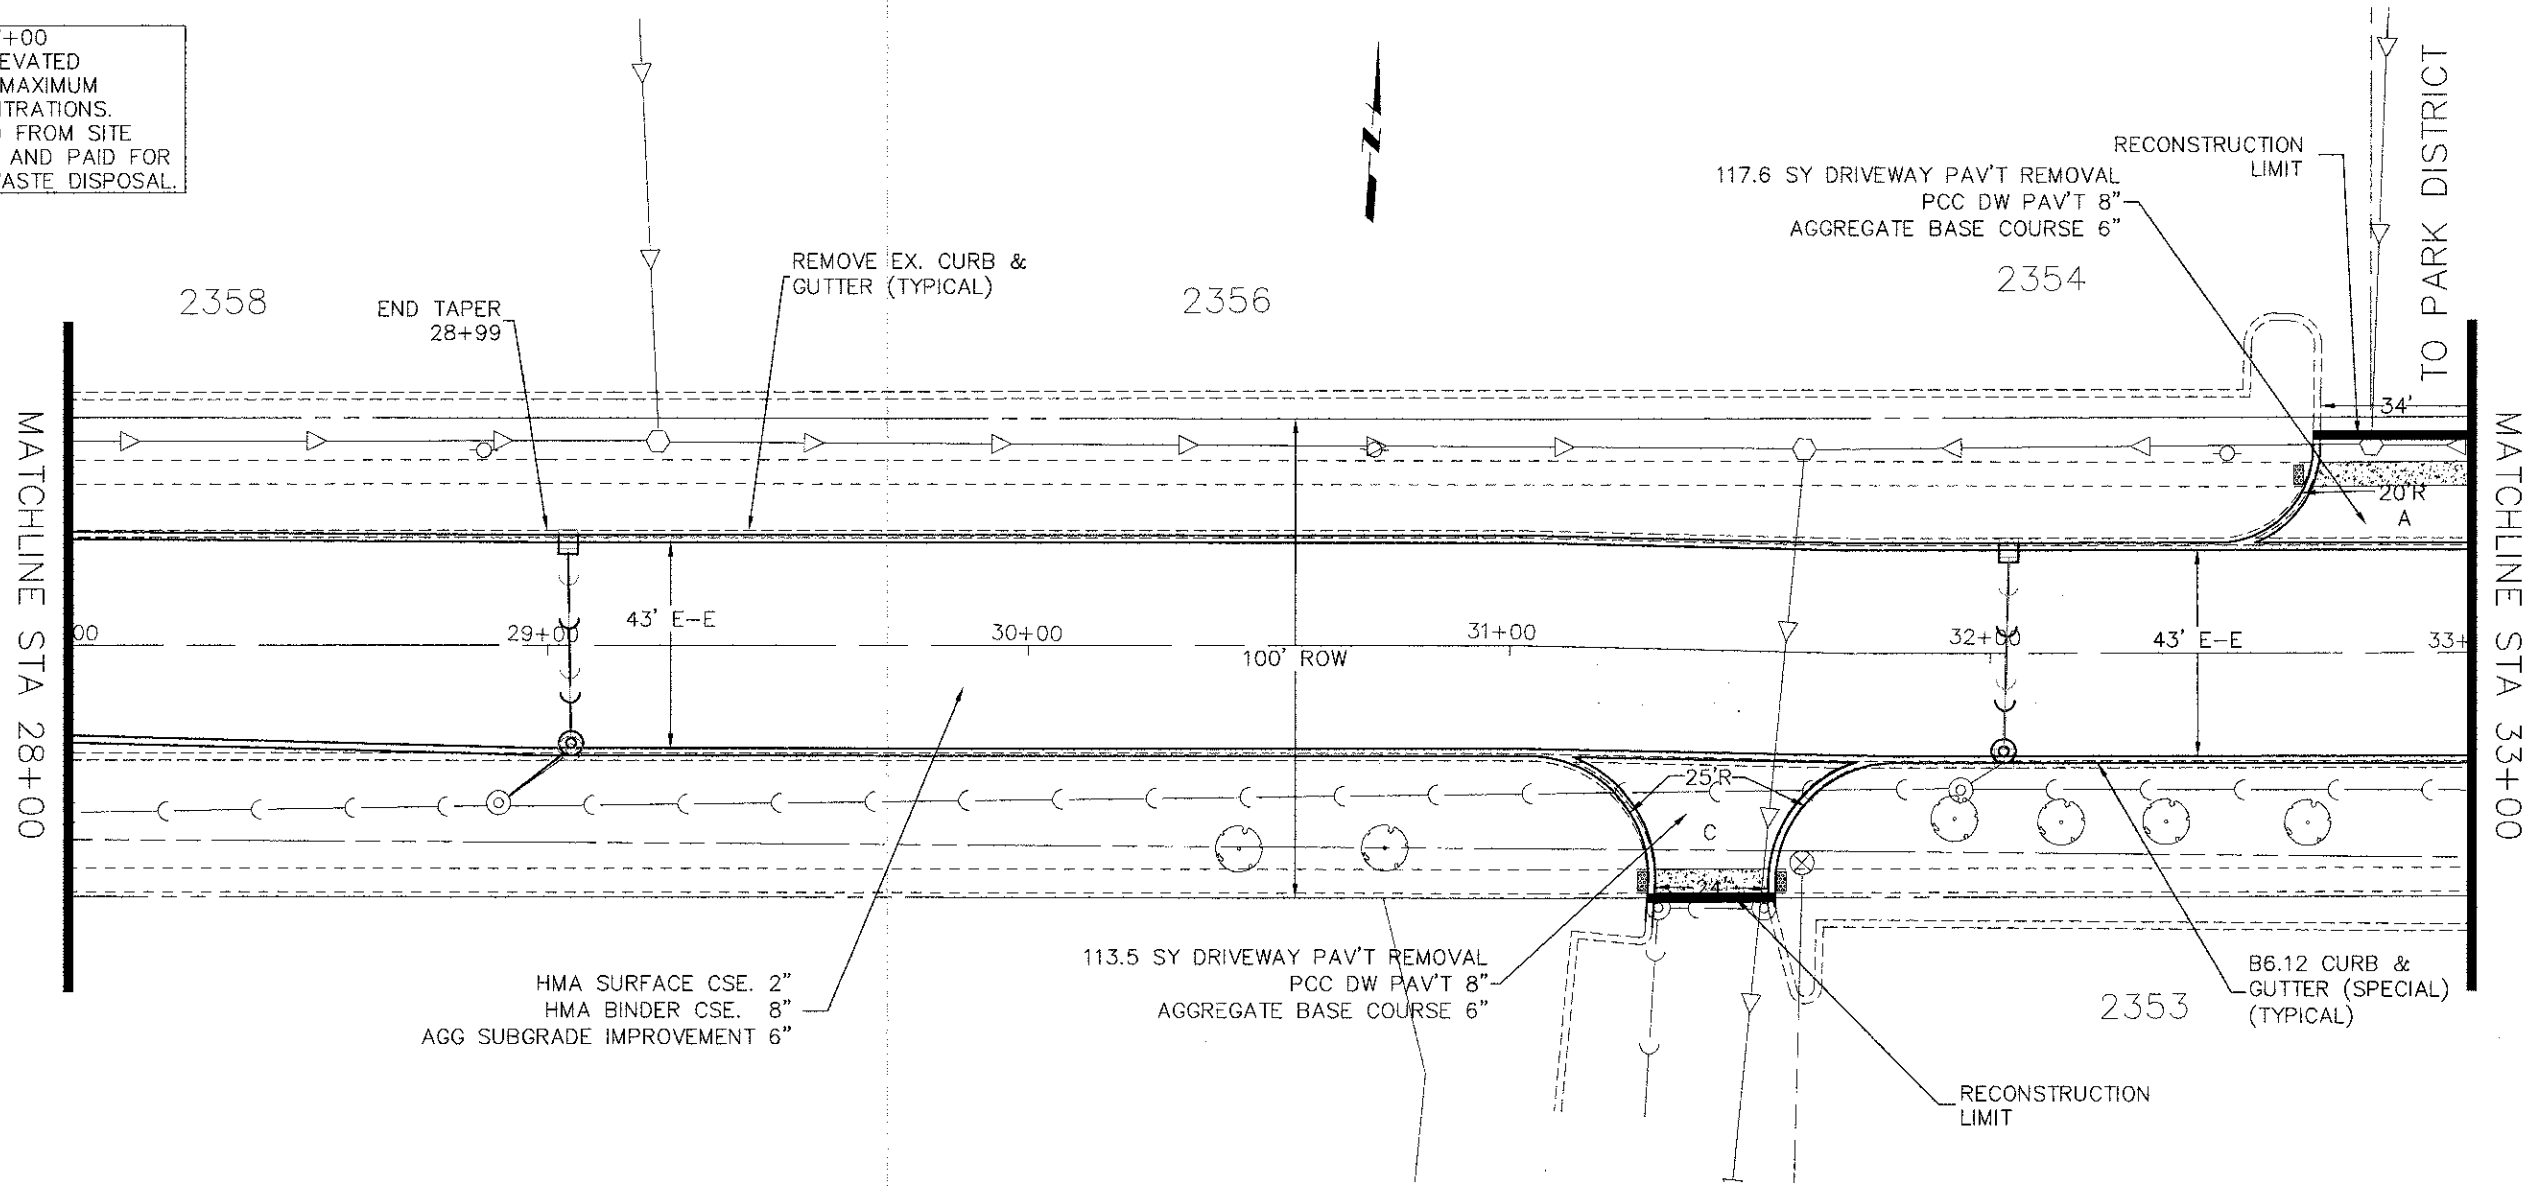 +00
EVATED
MAXIMUM
TRATIONS.
FROM SITE
AND PAID FOR
ASTE DISPOSAL.
2358
END TAPER
28+99
REMOVE EX. CURB &
GUTTER (TYPICAL)
2356
N
117.6 SY DRIVEWAY PAV'T REMOVAL
PCC DW PAV'T 8"
AGGREGATE BASE COURSE 6"
2354
RECONSTRUCTION
LIMIT
TO PARK DISTRICT
34'
20'R
A
MATCHLINE STA 28+00
00
29+00
43' E-E
30+00
100' ROW
31+00
32+00
43' E-E
33+
MATCHLINE STA 33+00
25'R
C
24'
HMA SURFACE CSE. 2"
HMA BINDER CSE. 8"
AGG SUBGRADE IMPROVEMENT 6"
113.5 SY DRIVEWAY PAV'T REMOVAL
PCC DW PAV'T 8"
AGGREGATE BASE COURSE 6"
2353
B6.12 CURB &
GUTTER (SPECIAL)
(TYPICAL)
RECONSTRUCTION
LIMIT